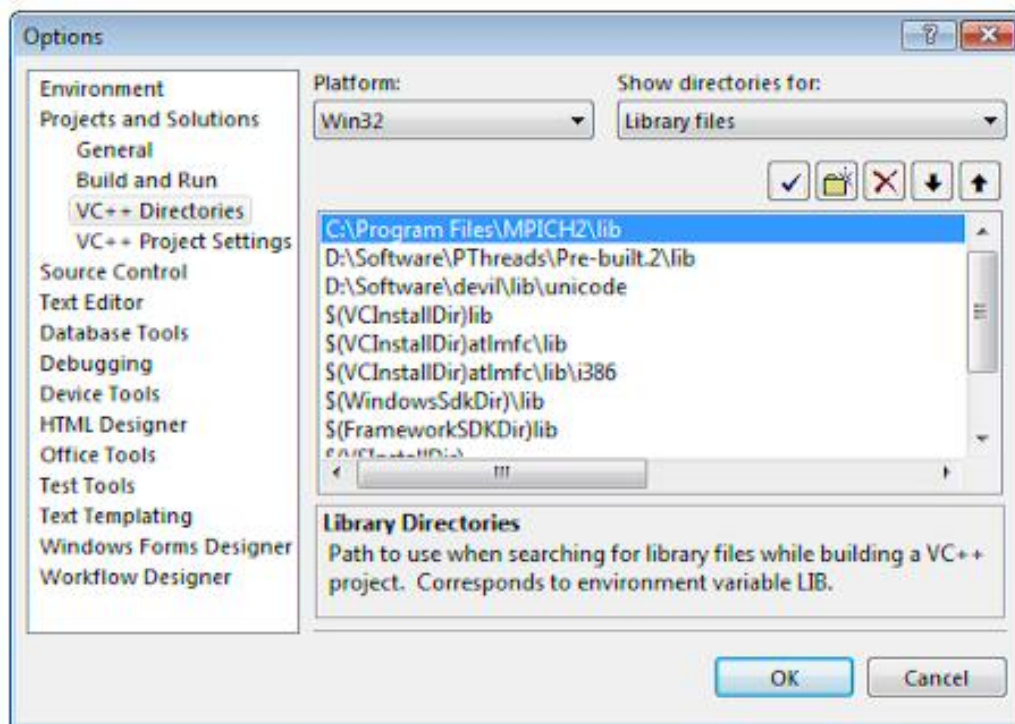 Options
Environment
Projects and Solutions
General
Build and Run
VC++ Directories
VC++ Project Settings
Source Control
Text Editor
Database Tools
Debugging
Device Tools
HTML Designer
Office Tools
Test Tools
Text Templating
Windows Forms Designer
Workflow Designer
Platform:
Win32
Show directories for:
Library files
C:\Program Files\MPICH2\lib
D:\Software\PThreads\Pre-built.2\lib
D:\Software\devil\lib\unicode
$(VCInstallDir)lib
$(VCInstallDir)atlmfc\lib
$(VCInstallDir)atlmfc\lib\i386
$(WindowsSdkDir)\lib
$(FrameworkSDKDir)lib
$(VSInstallDir)
Library Directories
Path to use when searching for library files while building a VC++
project.  Corresponds to environment variable LIB.
OK
Cancel